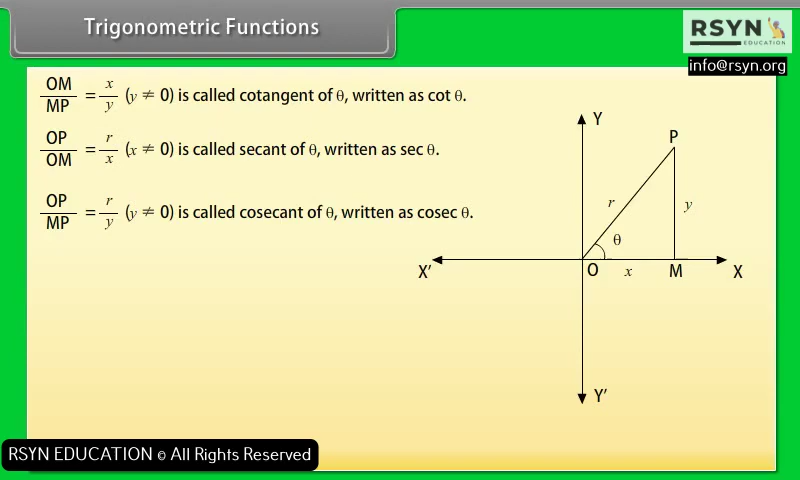 Trigonometric Functions
RSYN
EDUCATION
info@rsyn.org
OM/MP = x/y (y ≠ 0) is called cotangent of θ, written as cot θ.
OP/OM = r/x (x ≠ 0) is called secant of θ, written as sec θ.
OP/MP = r/y (y ≠ 0) is called cosecant of θ, written as cosec θ.
Y
P
r
y
θ
X′ O x M X
Y′
RSYN EDUCATION © All Rights Reserved